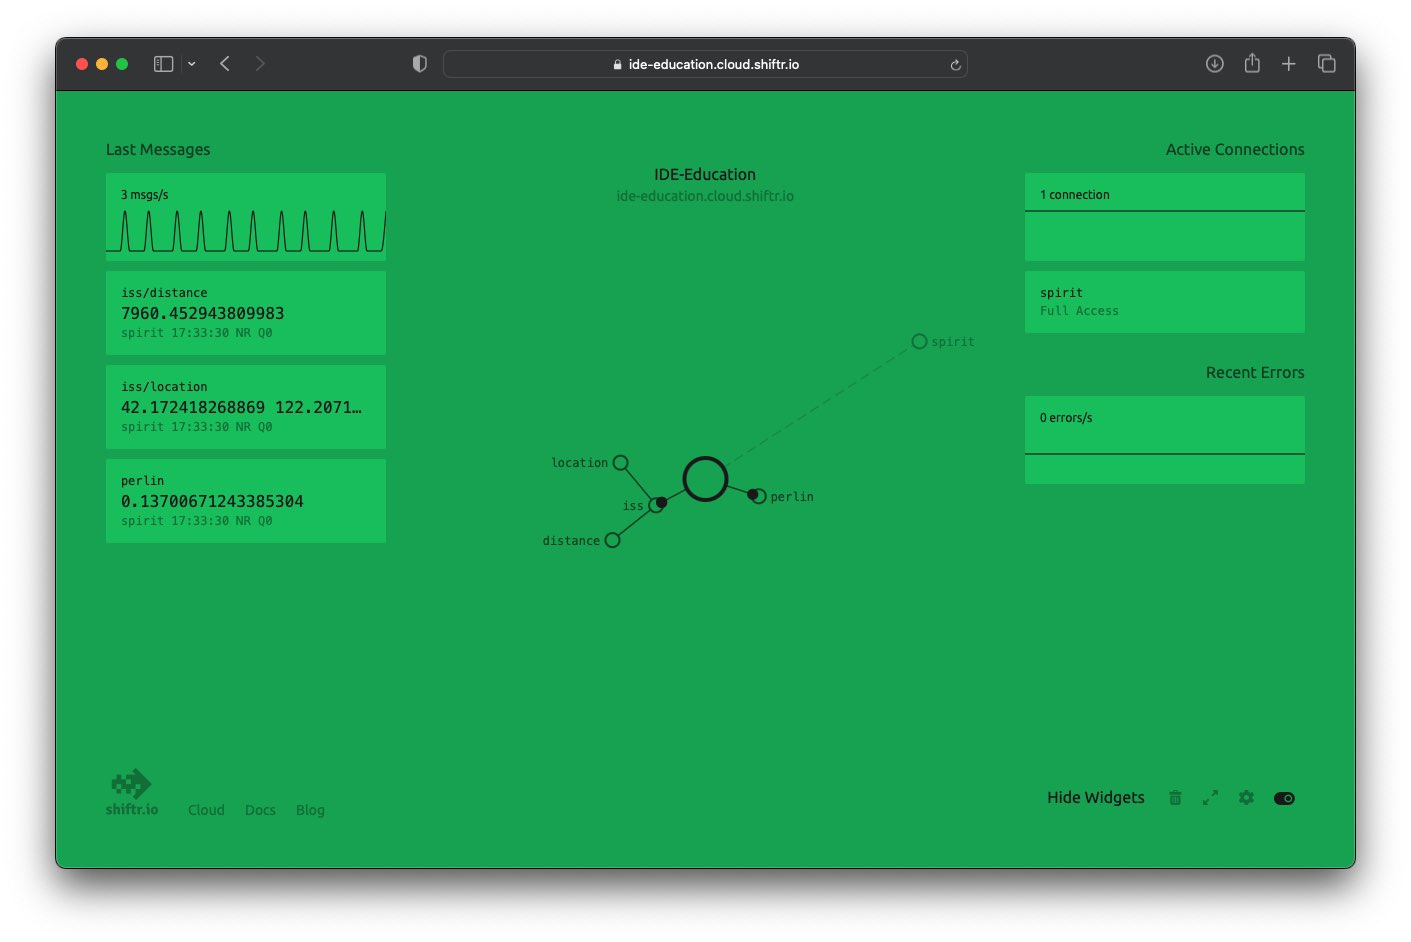 ide-education.cloud.shiftr.io
Last Messages
3 msgs/s
iss/distance
7960.452943809983
spirit 17:33:30 NR Q0
iss/location
42.172418268869 122.2071…
spirit 17:33:30 NR Q0
perlin
0.13700671243385304
spirit 17:33:30 NR Q0
IDE-Education
ide-education.cloud.shiftr.io
spirit
location
iss
perlin
distance
Active Connections
1 connection
spirit
Full Access
Recent Errors
0 errors/s
shiftr.io
Cloud Docs Blog
Hide Widgets